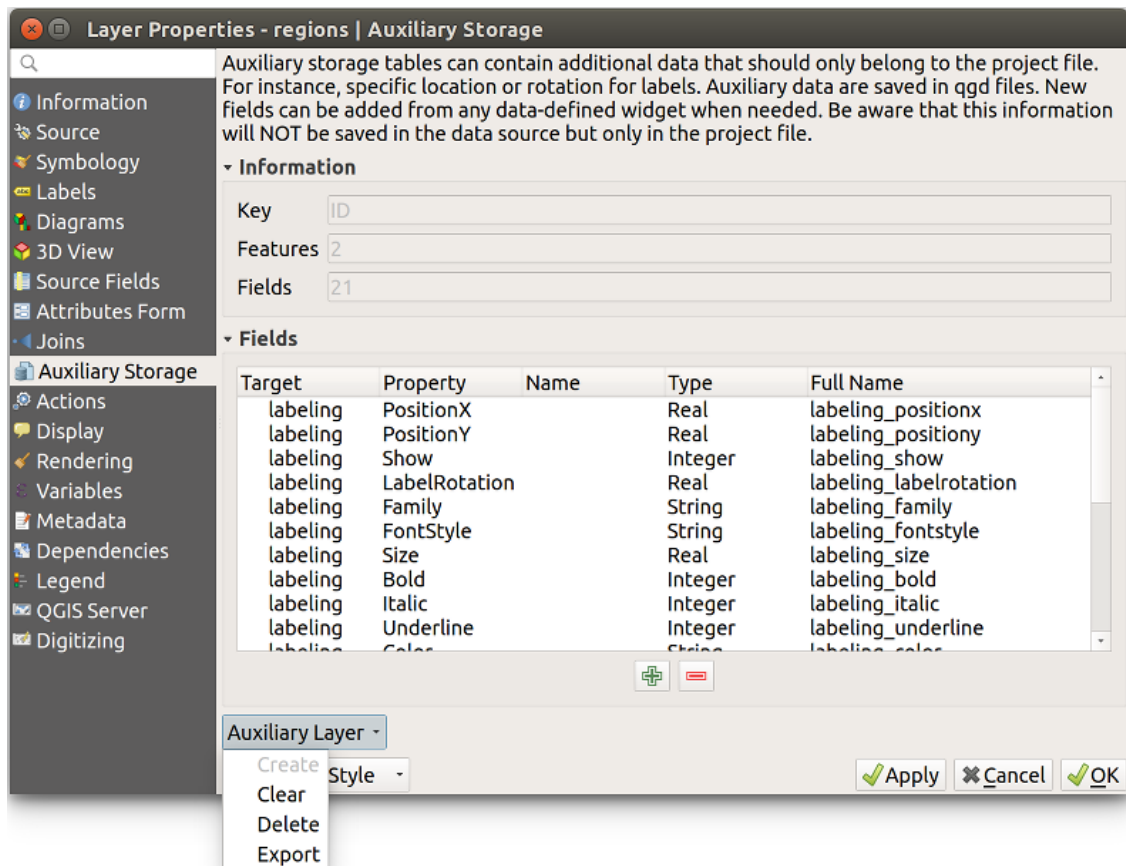 Layer Properties - regions | Auxiliary Storage
Information
Source
Symbology
Labels
Diagrams
3D View
Source Fields
Attributes Form
Joins
Auxiliary Storage
Actions
Display
Rendering
Variables
Metadata
Dependencies
Legend
QGIS Server
Digitizing
Auxiliary storage tables can contain additional data that should only belong to the project file.
For instance, specific location or rotation for labels. Auxiliary data are saved in qgd files. New
fields can be added from any data-defined widget when needed. Be aware that this information
will NOT be saved in the data source but only in the project file.
Information
Key ID
Features 2
Fields 21
Fields
Target Property Name Type Full Name
labeling PositionX Real labeling_positionx
labeling PositionY Real labeling_positiony
labeling Show Integer labeling_show
labeling LabelRotation Real labeling_labelrotation
labeling Family String labeling_family
labeling FontStyle String labeling_fontstyle
labeling Size Real labeling_size
labeling Bold Integer labeling_bold
labeling Italic Integer labeling_italic
labeling Underline Integer labeling_underline
labeling Color String labeling_color
Auxiliary Layer
Create
Clear
Delete
Export
Style
Apply Cancel OK